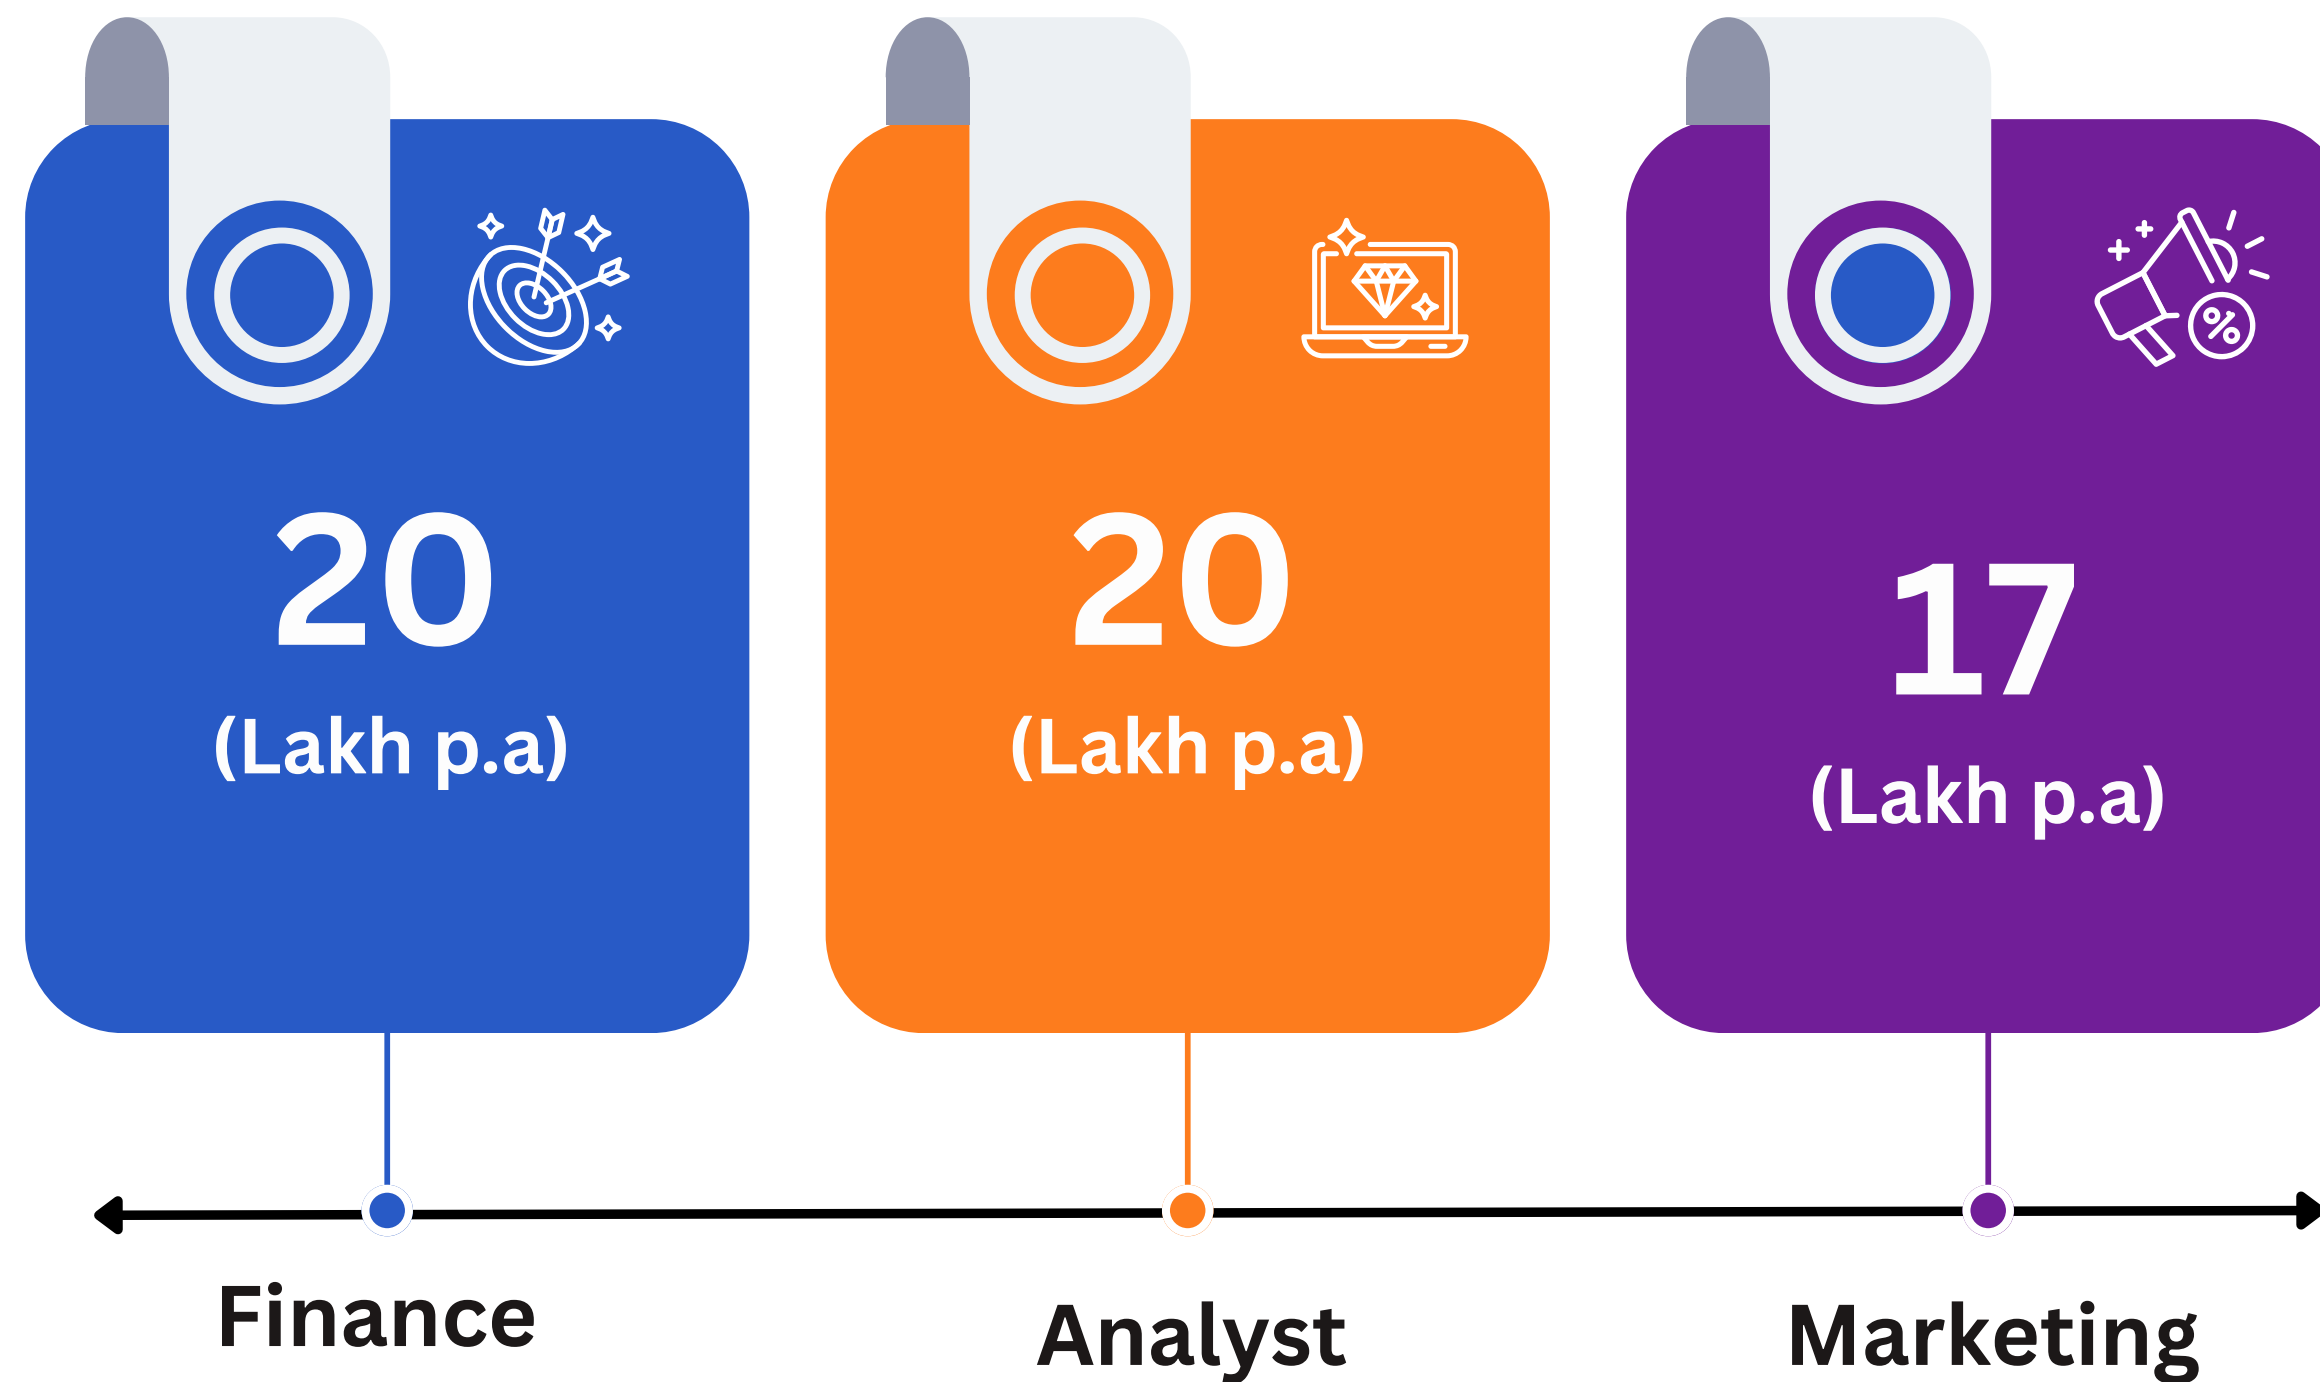 20
(Lakh p.a)
20
(Lakh p.a)
17
(Lakh p.a)
%
Finance
Analyst
Marketing